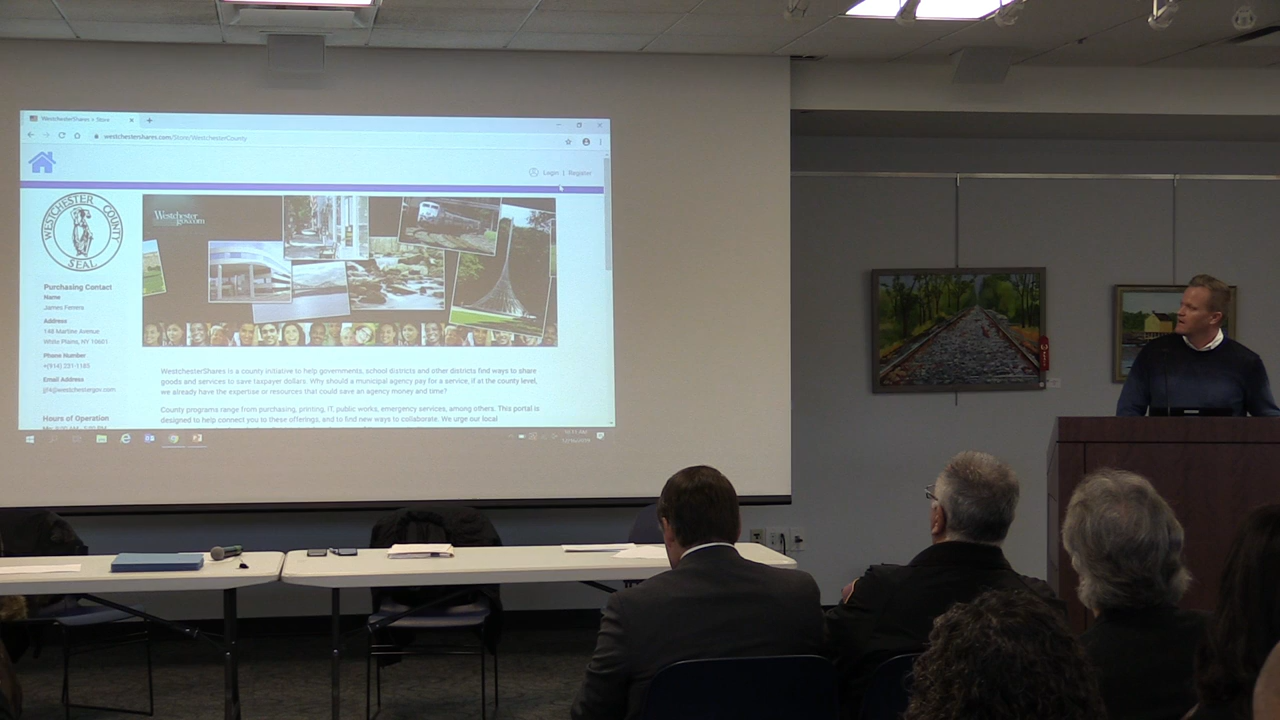 WestchesterShares > Store
westchestershares.com/Store/WestchesterCounty
Login | Register
WESTCHESTER COUNTY
SEAL
Westchester
gov.com
Purchasing Contact
Name
James Ferrera
Address
148 Martine Avenue
White Plains, NY 10601
Phone Number
Email Address
Hours of Operation
WestchesterShares is a county initiative to help governments, school districts and other districts find ways to share
goods and services to save taxpayer dollars. Why should a municipal agency pay for a service, if at the county level,
we already have the expertise or resources that could save an agency money and time?
County programs range from purchasing, printing, IT, public works, emergency services, among others. This portal is
designed to help connect you to these offerings, and to find new ways to collaborate. We urge our local